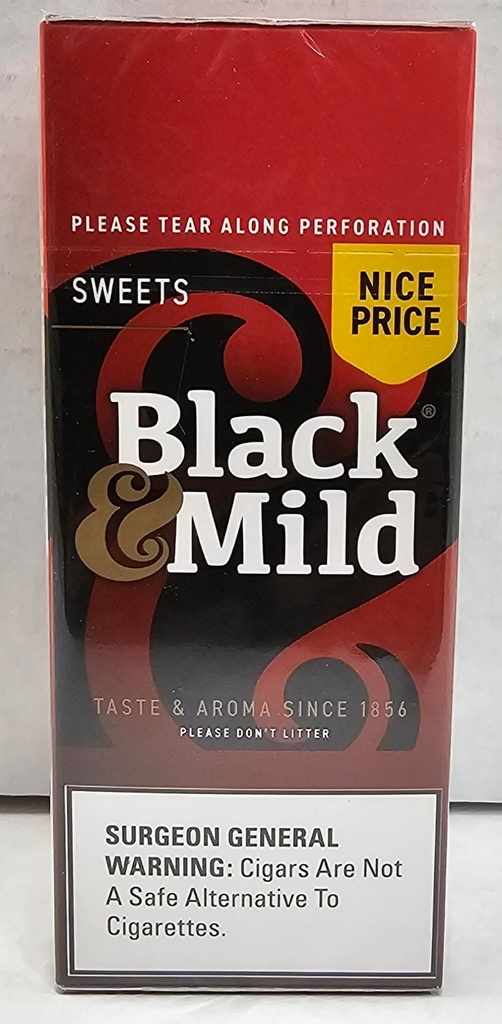 PLEASE TEAR ALONG PERFORATION
SWEETS
NICE
PRICE
Black®
& Mild
TASTE & AROMA SINCE 1856
PLEASE DON'T LITTER
SURGEON GENERAL
WARNING: Cigars Are Not
A Safe Alternative To
Cigarettes.